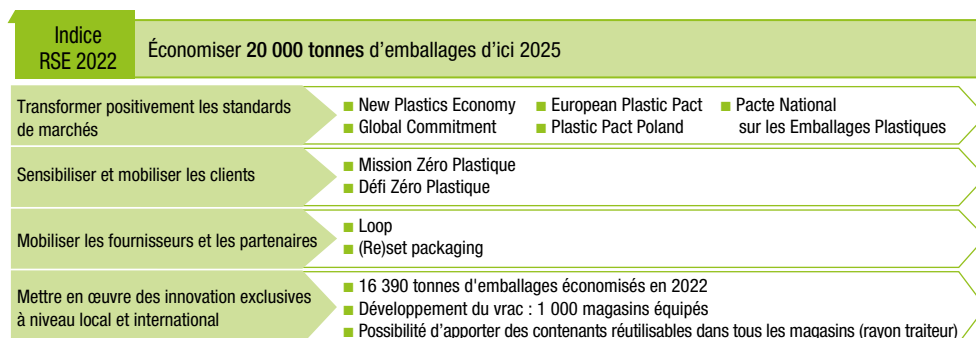 Indice
RSE 2022
Économiser 20 000 tonnes d'emballages d'ici 2025
Transformer positivement les standards
de marchés
■ New Plastics Economy ■ European Plastic Pact ■ Pacte National
■ Global Commitment ■ Plastic Pact Poland sur les Emballages Plastiques
Sensibiliser et mobiliser les clients
■ Mission Zéro Plastique
■ Défi Zéro Plastique
Mobiliser les fournisseurs et les partenaires
■ Loop
■ (Re)set packaging
Mettre en œuvre des innovation exclusives
à niveau local et international
■ 16 390 tonnes d'emballages économisés en 2022
■ Développement du vrac : 1 000 magasins équipés
■ Possibilité d'apporter des contenants réutilisables dans tous les magasins (rayon traiteur)